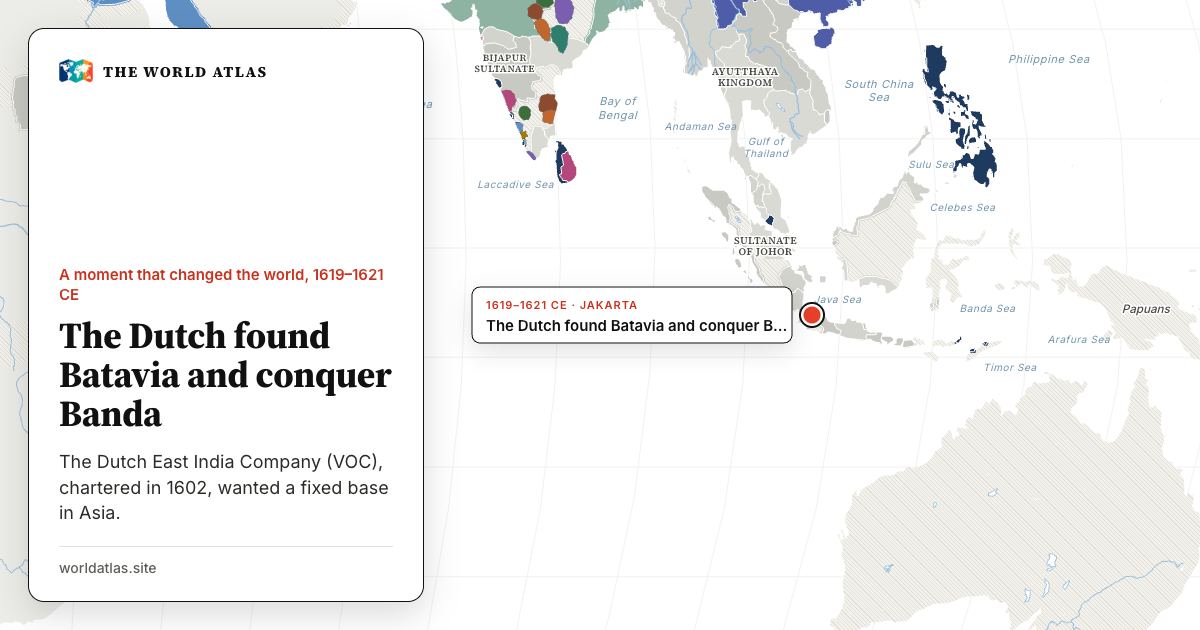 THE WORLD ATLAS
A moment that changed the world, 1619–1621
CE
The Dutch found
Batavia and conquer
Banda
The Dutch East India Company (VOC),
chartered in 1602, wanted a fixed base
in Asia.
worldatlas.site
BIJAPUR
SULTANATE
AYUTTHAYA
KINGDOM
South China
Sea
Philippine Sea
Bay of
Bengal
Andaman Sea
Gulf of
Thailand
Sulu Sea
Laccadive Sea
Celebes Sea
SULTANATE
OF JOHOR
1619–1621 CE · JAKARTA
The Dutch found Batavia and conquer B…
Java Sea
Banda Sea
Papuans
Arafura Sea
Timor Sea